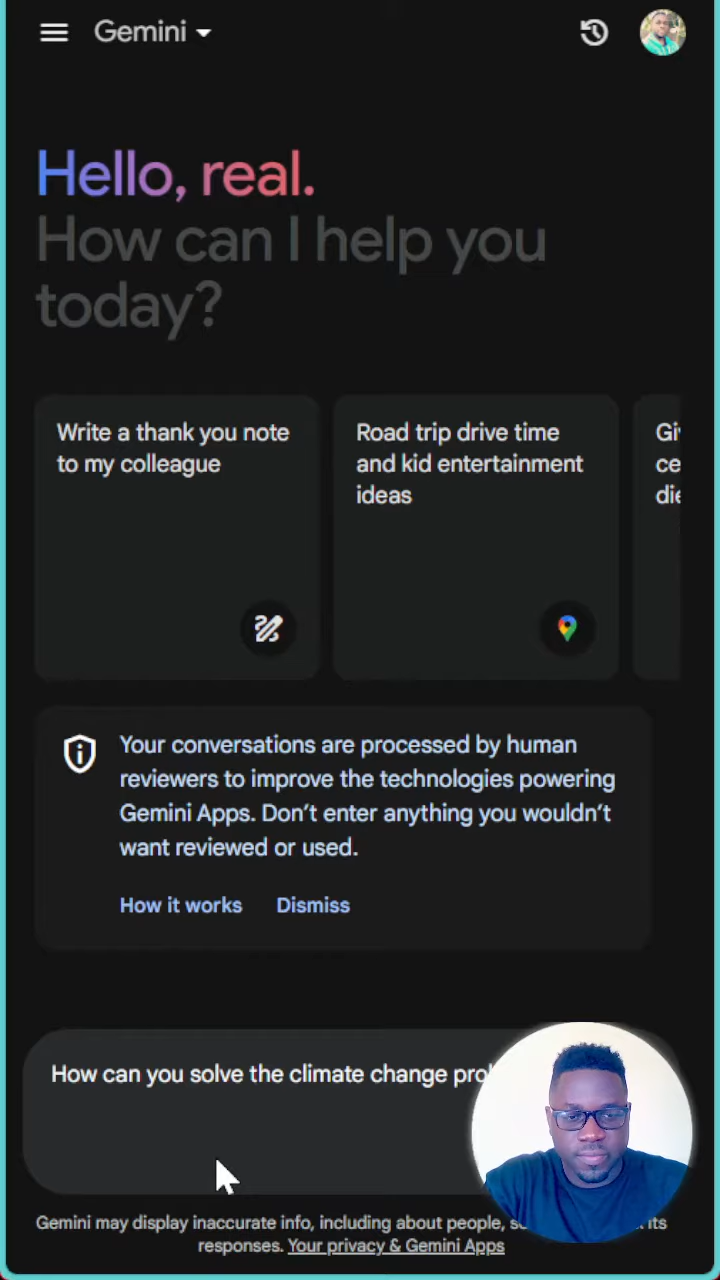 Gemini
Hello, real.
How can I help you
today?
Write a thank you note
to my colleague
Road trip drive time
and kid entertainment
ideas
Your conversations are processed by human
reviewers to improve the technologies powering
Gemini Apps. Don't enter anything you wouldn't
want reviewed or used.
How it works Dismiss
How can you solve the climate change
Gemini may display inaccurate info, including about people, its
responses. Your privacy & Gemini Apps